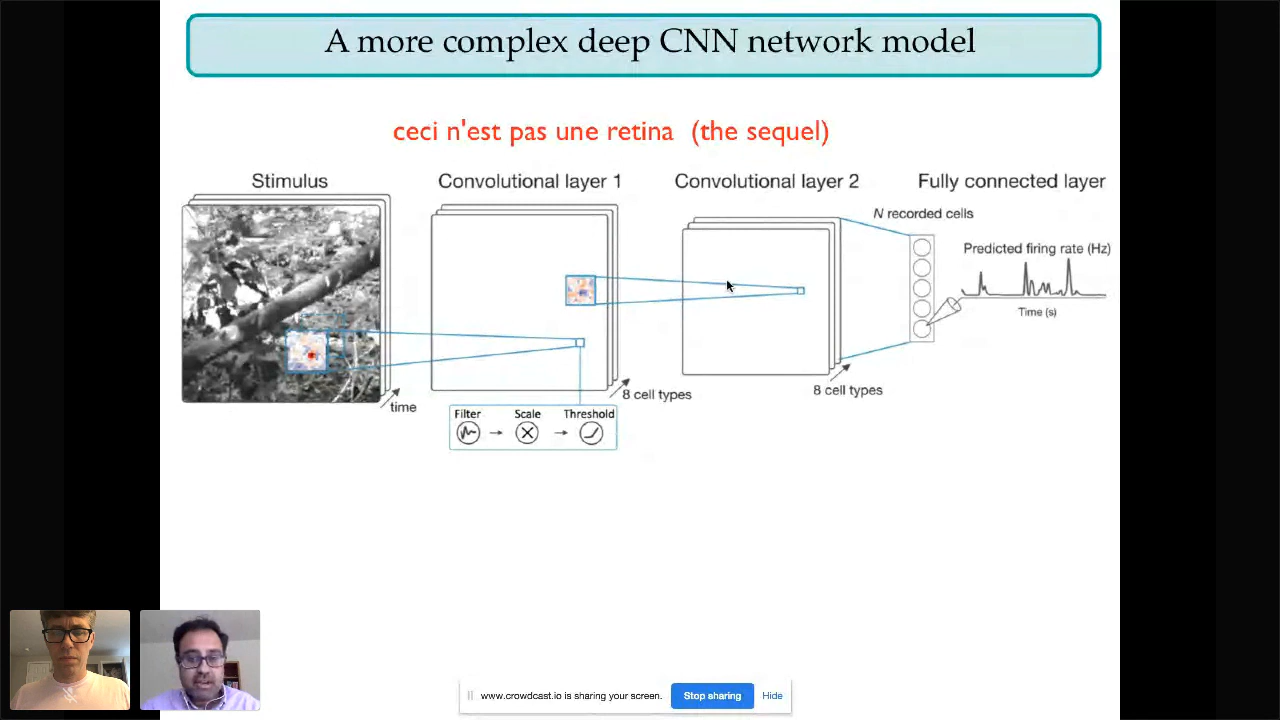 A more complex deep CNN network model
ceci n'est pas une retina (the sequel)
Stimulus
Convolutional layer 1
Convolutional layer 2
Fully connected layer
N recorded cells
Predicted firing rate (Hz)
Time (s)
time
8 cell types
8 cell types
Filter
Scale
Threshold
www.crowdcast.io is sharing your screen.
Stop sharing
Hide